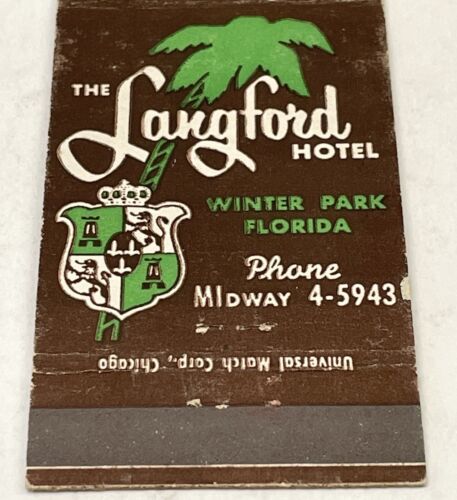 THE
Langford
HOTEL
WINTER PARK
FLORIDA
Phone
MIDWAY 4-5943
Universal Match Corp., Chicago